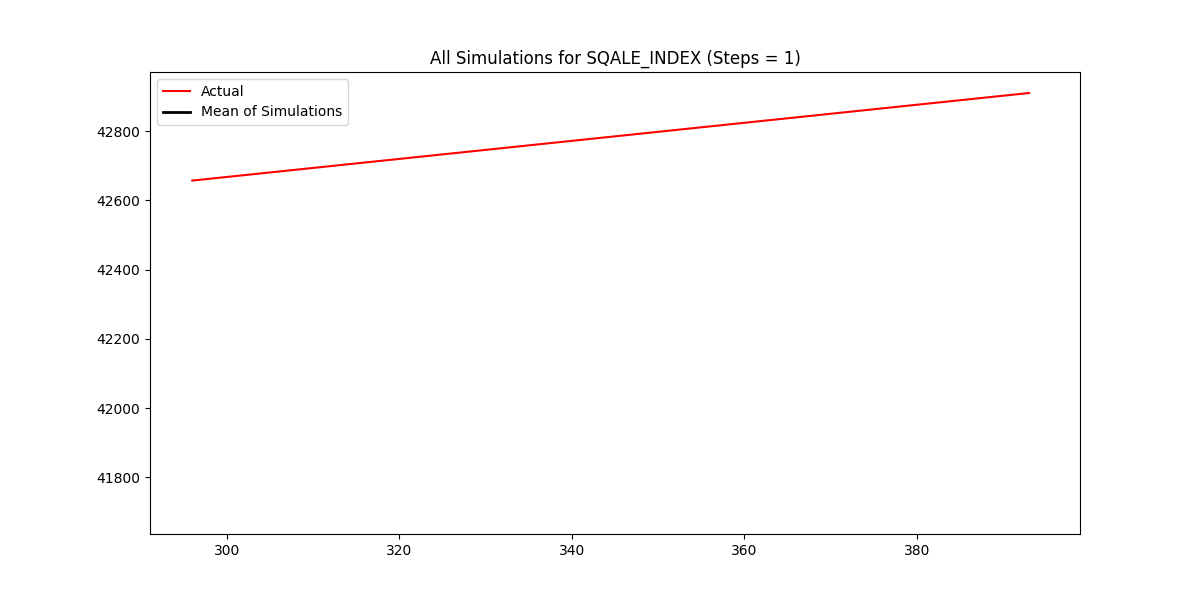 All Simulations for SQALE_INDEX (Steps = 1)
Actual
Mean of Simulations
42800
42600
42400
42200
42000
41800
300 320 340 360 380